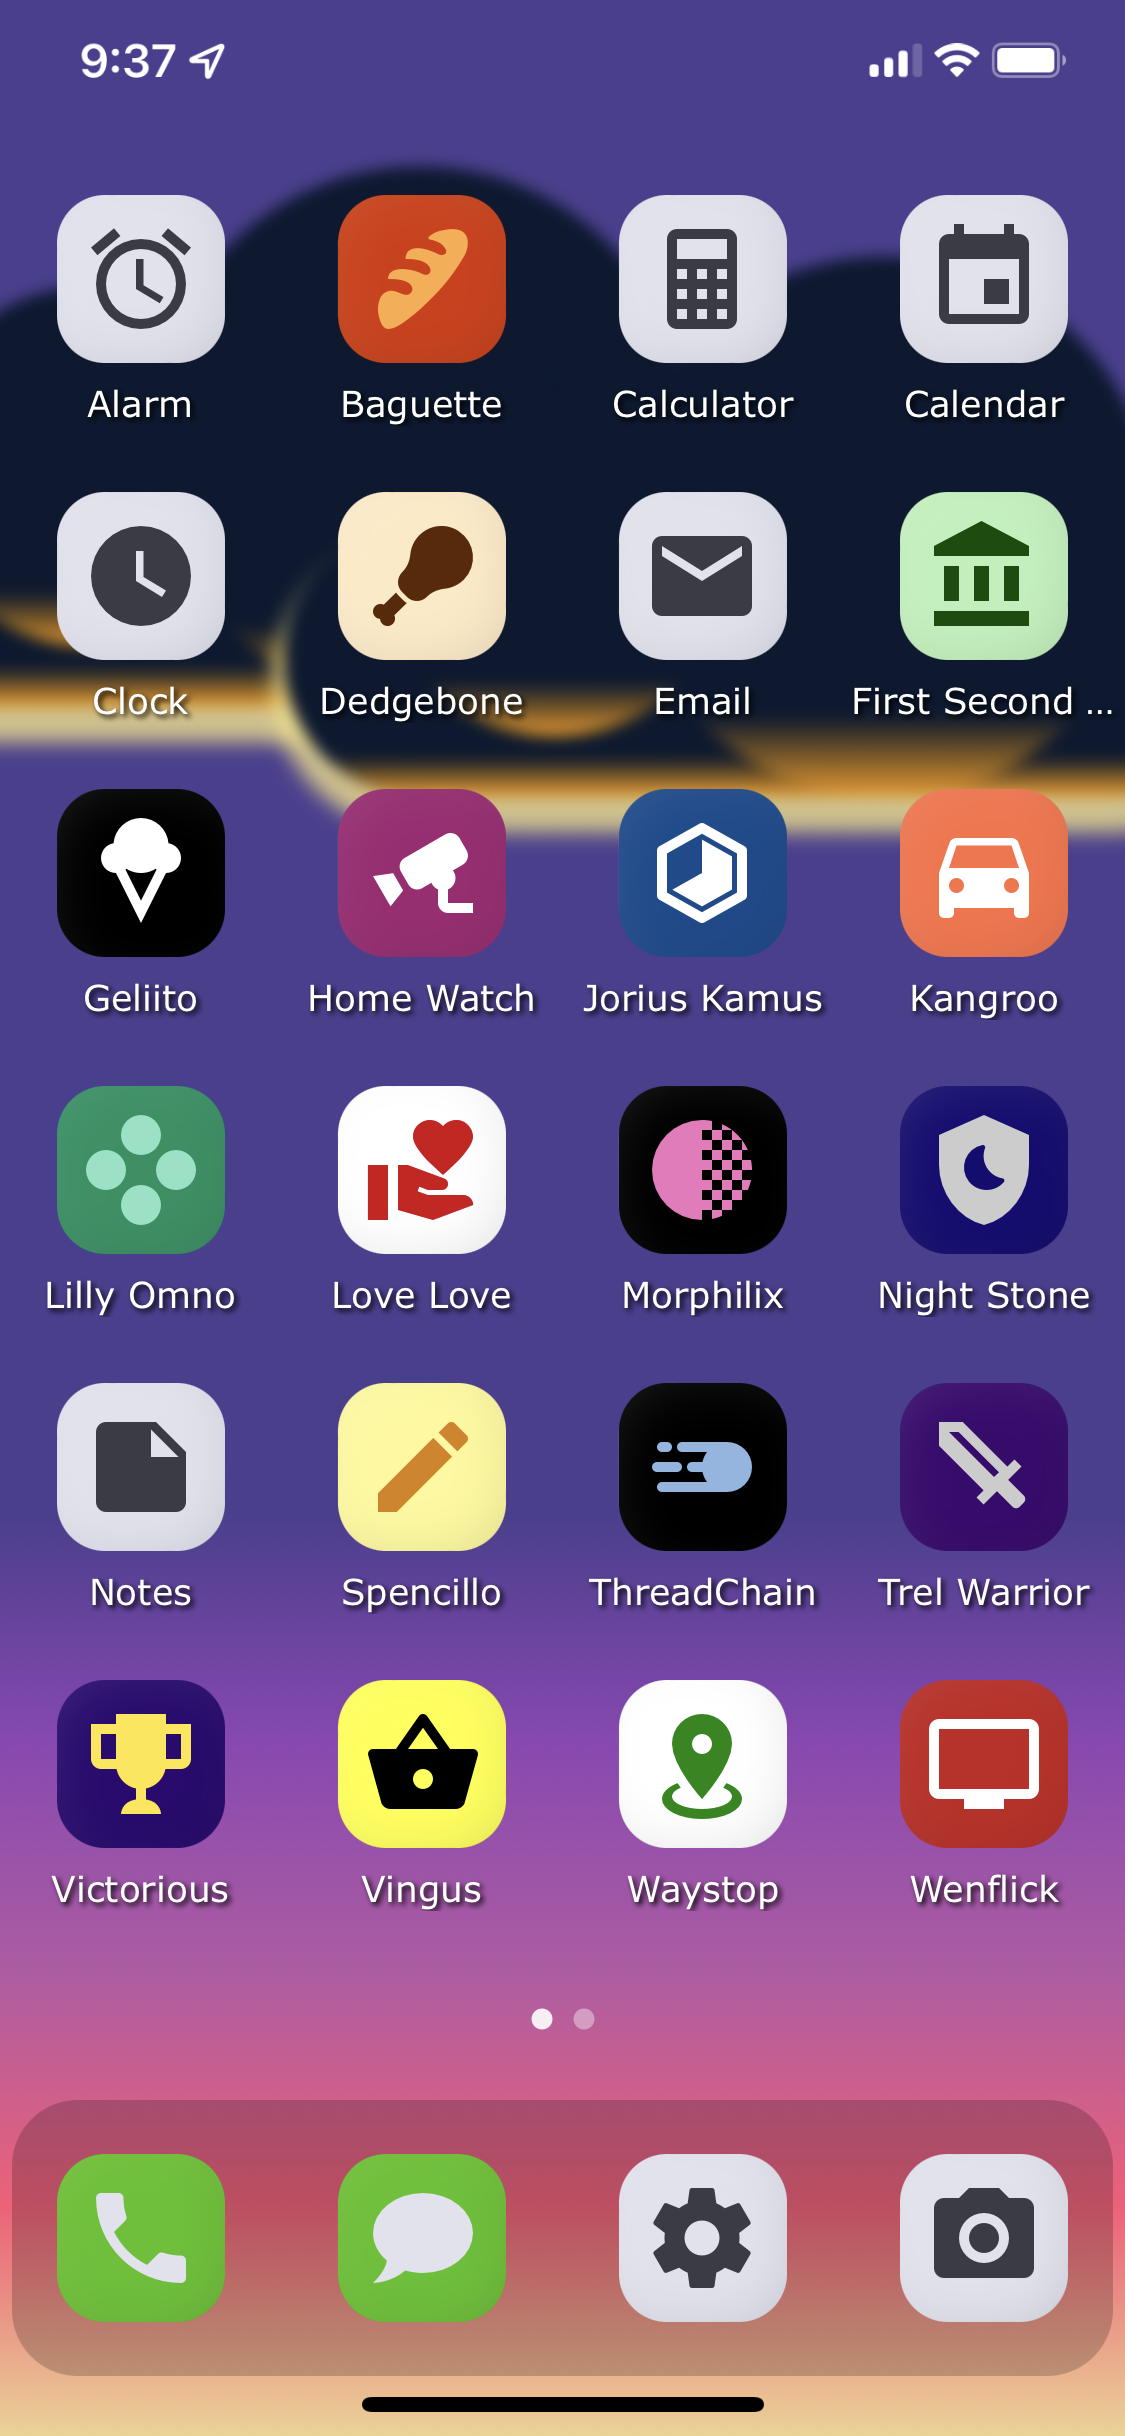 9:37
Alarm Baguette Calculator Calendar
Clock Dedgebone Email First Second ...
Geliito Home Watch Jorius Kamus Kangroo
Lilly Omno Love Love Morphilix Night Stone
Notes Spencillo ThreadChain Trel Warrior
Victorious Vingus Waystop Wenflick